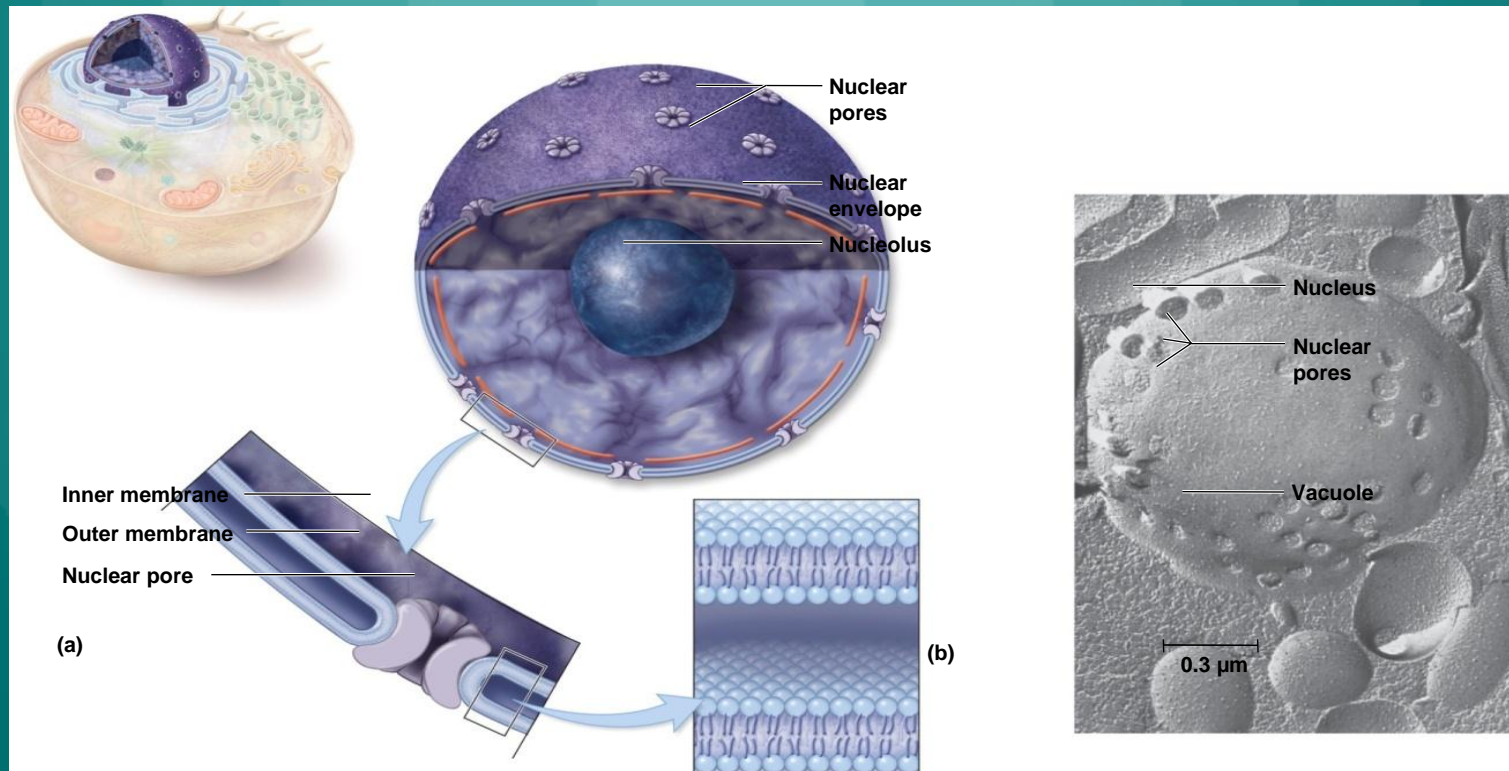 Nuclear
pores
Nuclear
envelope
Nucleolus
Inner membrane
Outer membrane
Nuclear pore
(a)
(b)
Nucleus
Nuclear
pores
Vacuole
0.3 µm